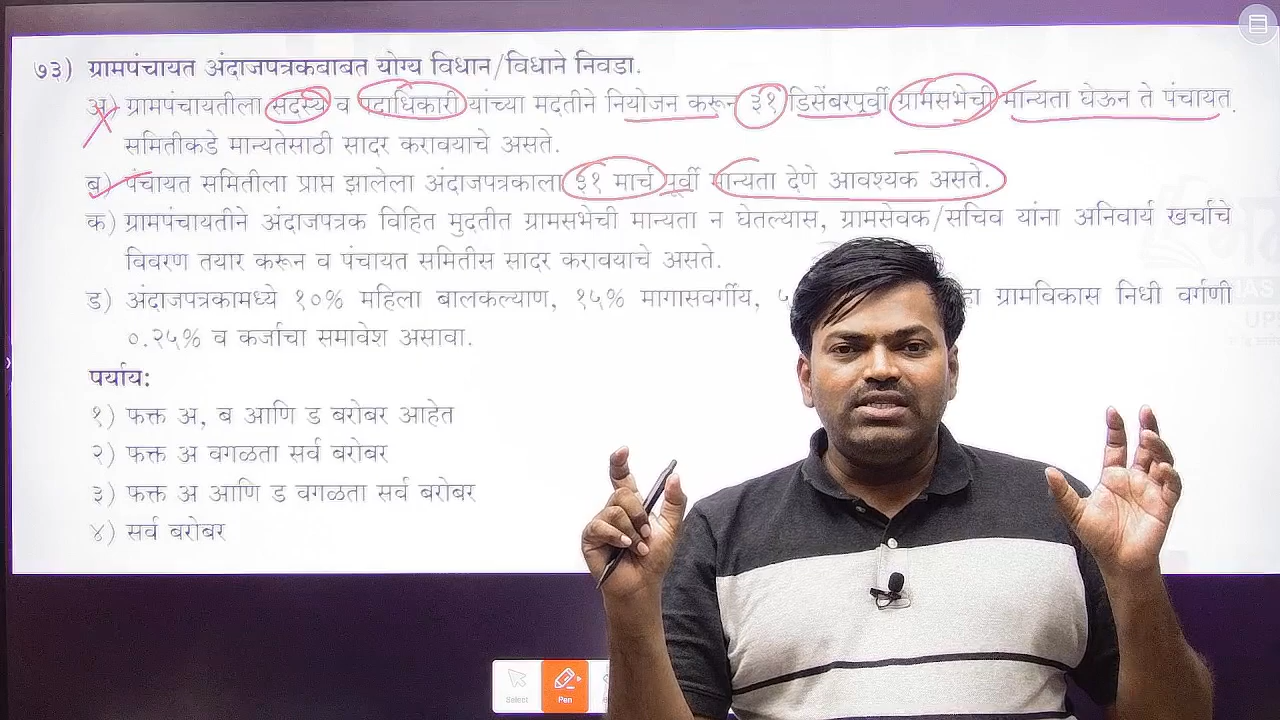 ७३) ग्रामपंचायत अंदाजपत्रकबाबत योग्य विधान/विधाने निवडा.
अ) ग्रामपंचायतीला सदस्य व पदाधिकारी यांच्या मदतीने नियोजन करून ३१ डिसेंबरपूर्वी ग्रामसभेची मान्यता घेऊन ते पंचायत
समितीकडे मान्यतेसाठी सादर करावयाचे असते.
ब) पंचायत समितीला प्राप्त झालेला अंदाजपत्रकाला ३१ मार्च पूर्वी मान्यता देणे आवश्यक असते.
क) ग्रामपंचायतीने अंदाजपत्रक विहित मुदतीत ग्रामसभेची मान्यता न घेतल्यास, ग्रामसेवक/सचिव यांना अनिवार्य खर्चाचे
विवरण तयार करून व पंचायत समितीस सादर करावयाचे असते.
ड) अंदाजपत्रकामध्ये १०% महिला बालकल्याण, १५% मागासवर्गीय, ग्रामविकास निधी वर्गणी
०.२५% व कर्जाचा समावेश असावा.
पर्याय:
१) फक्त अ, ब आणि ड बरोबर आहेत
२) फक्त अ वगळता सर्व बरोबर
३) फक्त अ आणि ड वगळता सर्व बरोबर
४) सर्व बरोबर
Select Pen